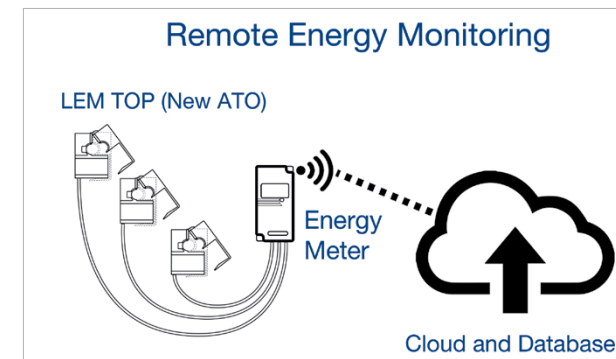 Remote Energy Monitoring
LEM TOP (New ATO)
Energy
Meter
Cloud and Database